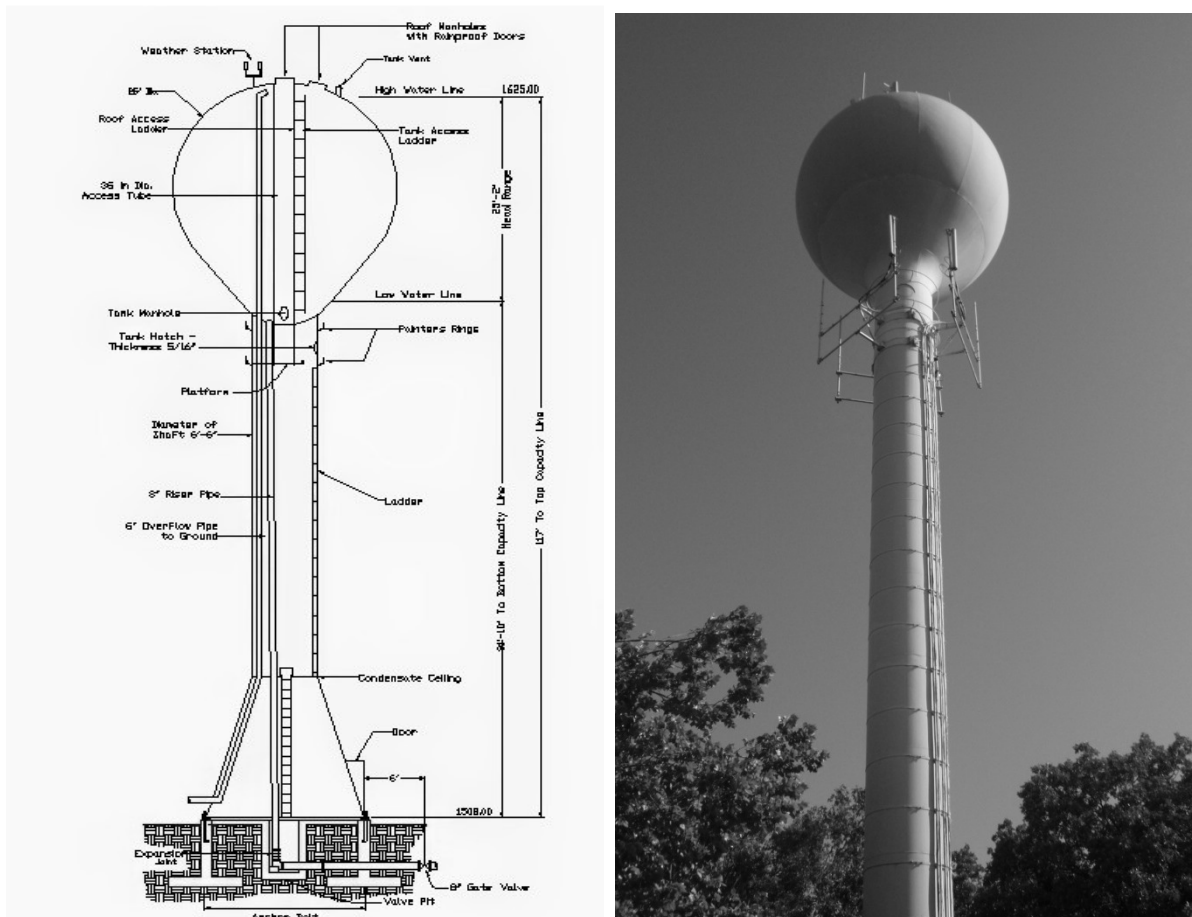 Roof Manholes
with Rainproof Doors
Weather Station
Tank Vent
High Water Line
1625.00
Roof Access
Ladder
Tank Access
Ladder
36 in Dia.
Access Tube
Head Range
Low Water Line
Tank Manhole
Tank Hatch -
Thickness 5/16"
Painters Rings
Platform
Diameter of
Shaft 6'-6"
8" Riser Pipe
Ladder
6" Overflow Pipe
to Ground
To Bottom Capacity Line
117' To Top Capacity Line
Condensate Ceiling
Door
6'
1508.00
Expansion
Joint
8" Gate Valve
Valve Pit